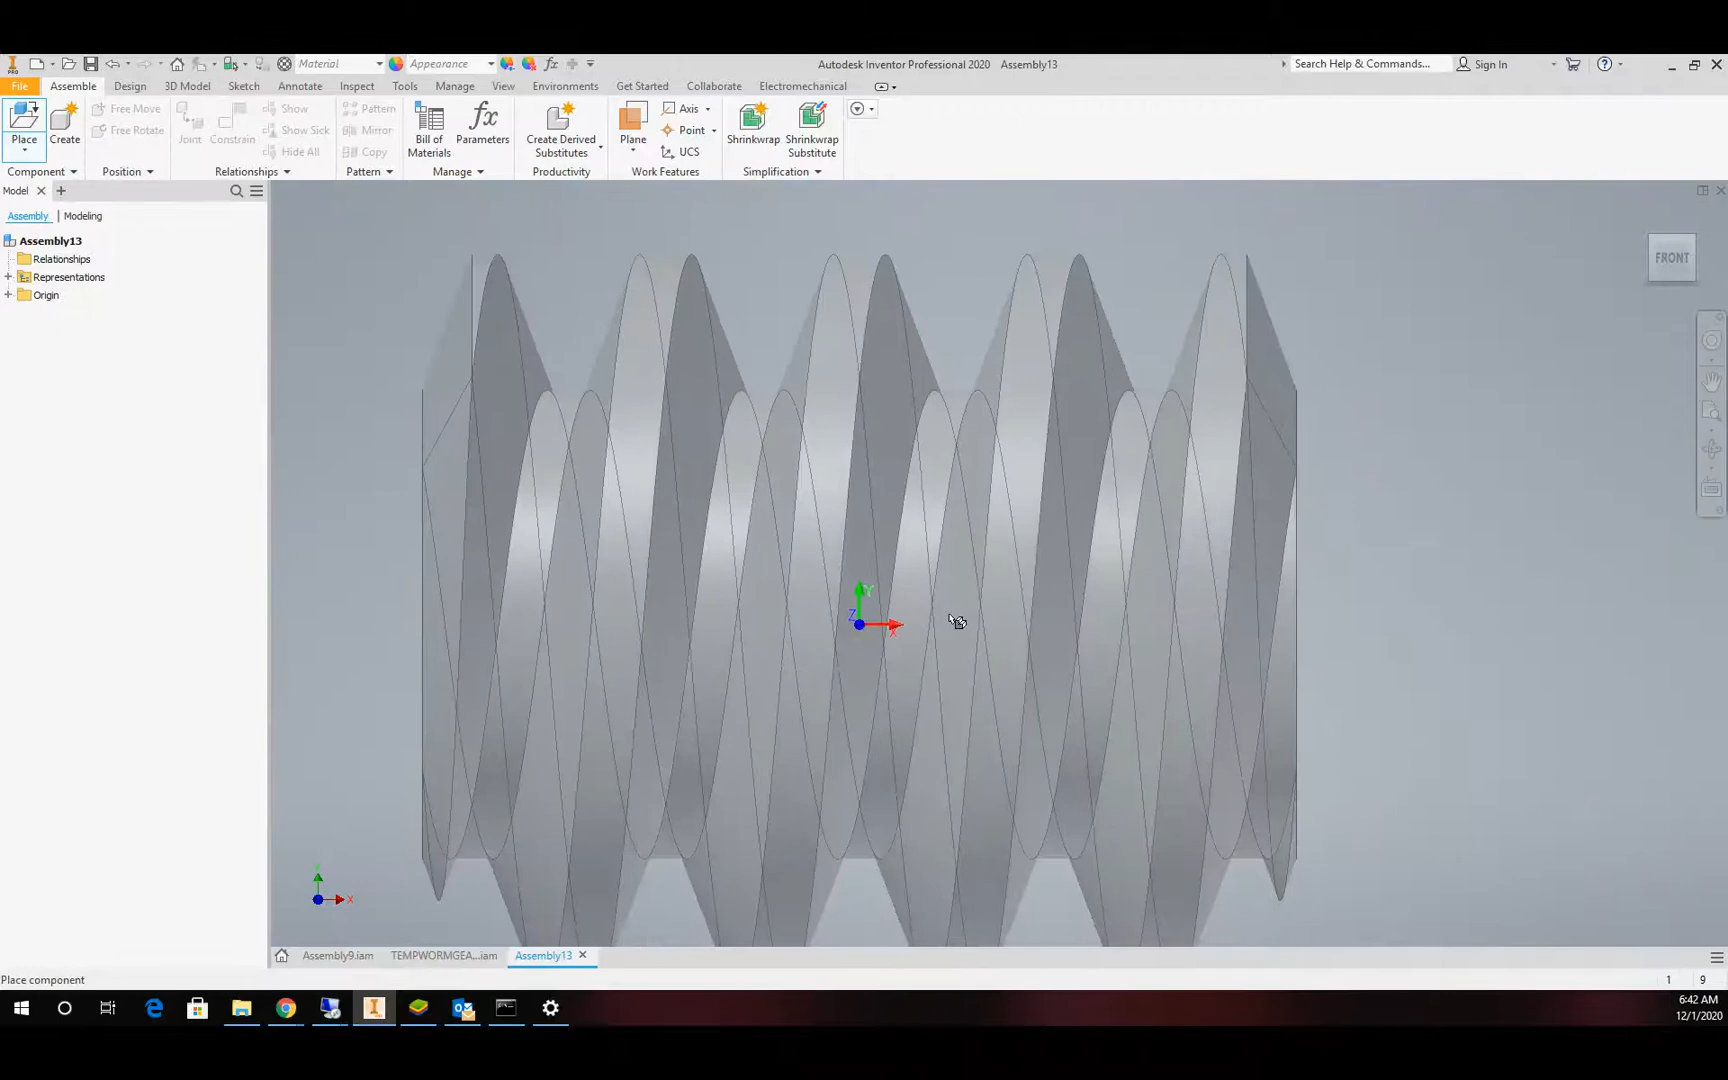 Material Appearance Autodesk Inventor Professional 2020 Assembly13 Search Help & Commands... Sign In
PRO
File Assemble Design 3D Model Sketch Annotate Inspect Tools Manage View Environments Get Started Collaborate Electromechanical
Place Create Free Move Free Rotate Joint Constrain Show Show Sick Hide All Pattern Mirror Copy Bill of Materials Parameters Create Derived Substitutes Plane Axis Point UCS Shrinkwrap Shrinkwrap Substitute
Component Position Relationships Pattern Manage Productivity Work Features Simplification
Model
Assembly | Modeling
Assembly13
Relationships
Representations
Origin
FRONT
Y
Z
X
X
Assembly9.iam TEMPWORMGEA...iam Assembly13
Place component 1 9
6:42 AM
12/1/2020